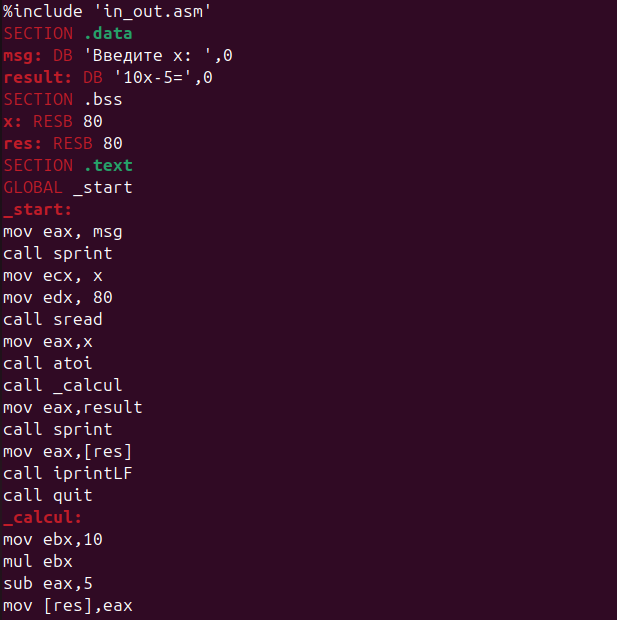 %include 'in_out.asm'
SECTION .data
msg: DB 'Введите x: ',0
result: DB '10x-5=',0
SECTION .bss
x: RESB 80
res: RESB 80
SECTION .text
GLOBAL _start
_start:
mov eax, msg
call sprint
mov ecx, x
mov edx, 80
call sread
mov eax,x
call atoi
call _calcul
mov eax,result
call sprint
mov eax,[res]
call iprintLF
call quit
_calcul:
mov ebx,10
mul ebx
sub eax,5
mov [res],eax